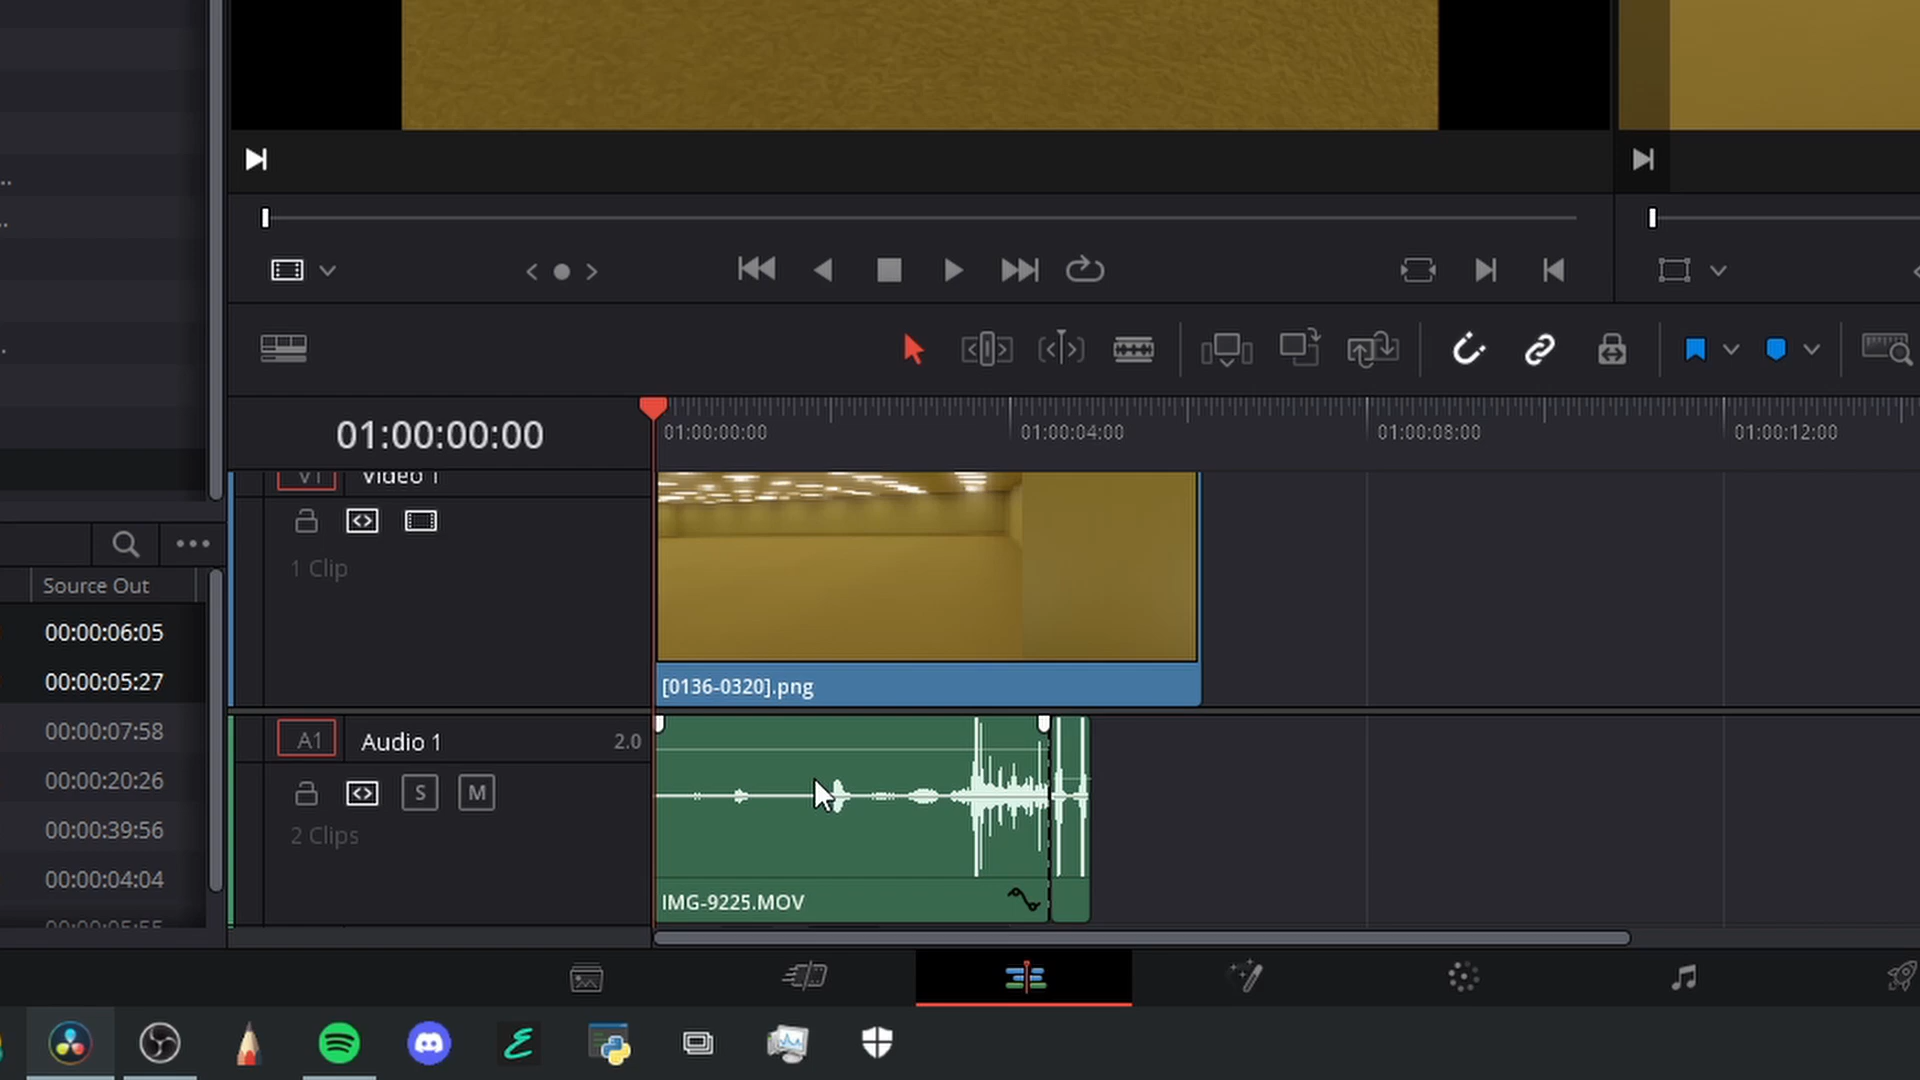 ..
..
.
01:00:00:00
01:00:00:00
01:00:04:00
01:00:08:00
01:00:12:00
V1
Video 1
1 Clip
Source Out
00:00:06:05
00:00:05:27
00:00:07:58
00:00:20:26
00:00:39:56
00:00:04:04
[0136-0320].png
A1
Audio 1
2.0
S
M
2 Clips
IMG-9225.MOV